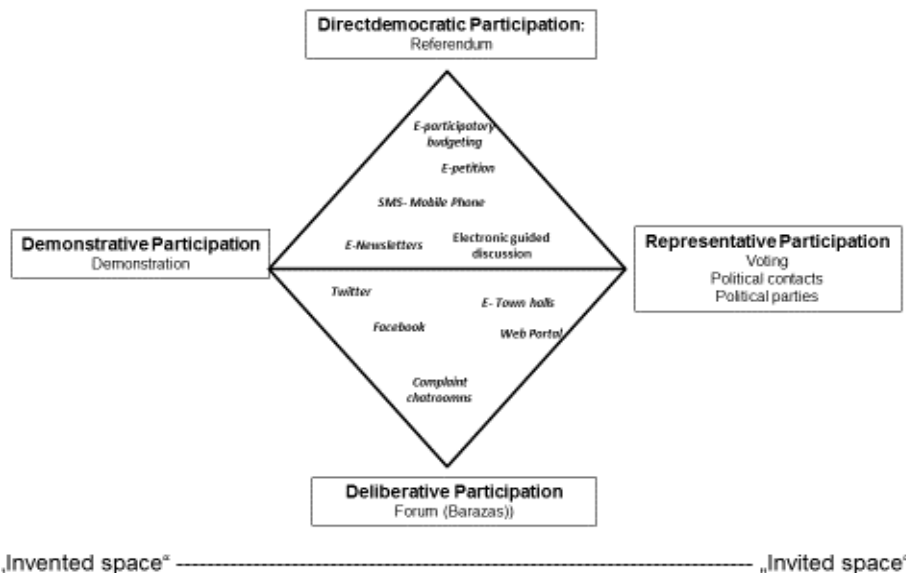 Directdemocratic Participation:
Referendum
E-participatory
budgeting
E-petition
SMS- Mobile Phone
E-Newsletters
Electronic guided
discussion
Demonstrative Participation
Demonstration
Representative Participation
Voting
Political contacts
Political parties
Twitter
E- Town halls
Facebook
Web Portal
Complaint
chatroomns
Deliberative Participation
Forum (Barazas))
„Invented space“ ---------------------------------------------------------------- „Invited space“